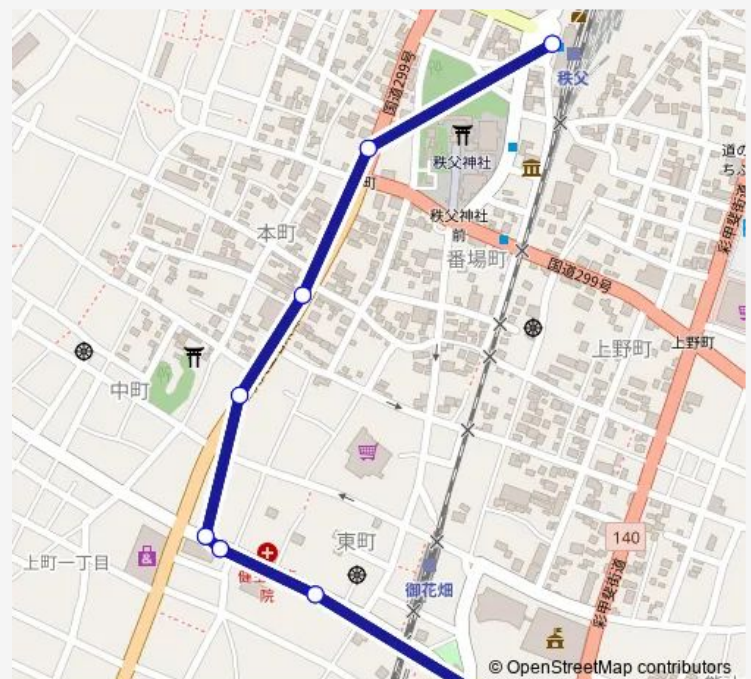 国道299号
秩父
道の
ちち
秩父神社
町
秩父神社
前
本町
番場町
国道299号
彩甲斐街道
上野町
上野町
中町
東町
140
上町一丁目
院
御花畑
彩甲斐街道
© OpenStreetMap contributors